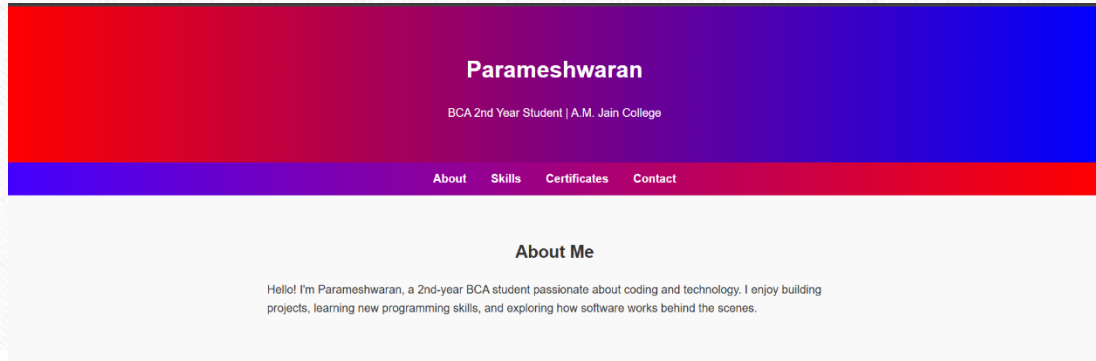 Parameshwaran
BCA 2nd Year Student | A.M. Jain College
About Skills Certificates Contact
About Me
Hello! I'm Parameshwaran, a 2nd-year BCA student passionate about coding and technology. I enjoy building
projects, learning new programming skills, and exploring how software works behind the scenes.